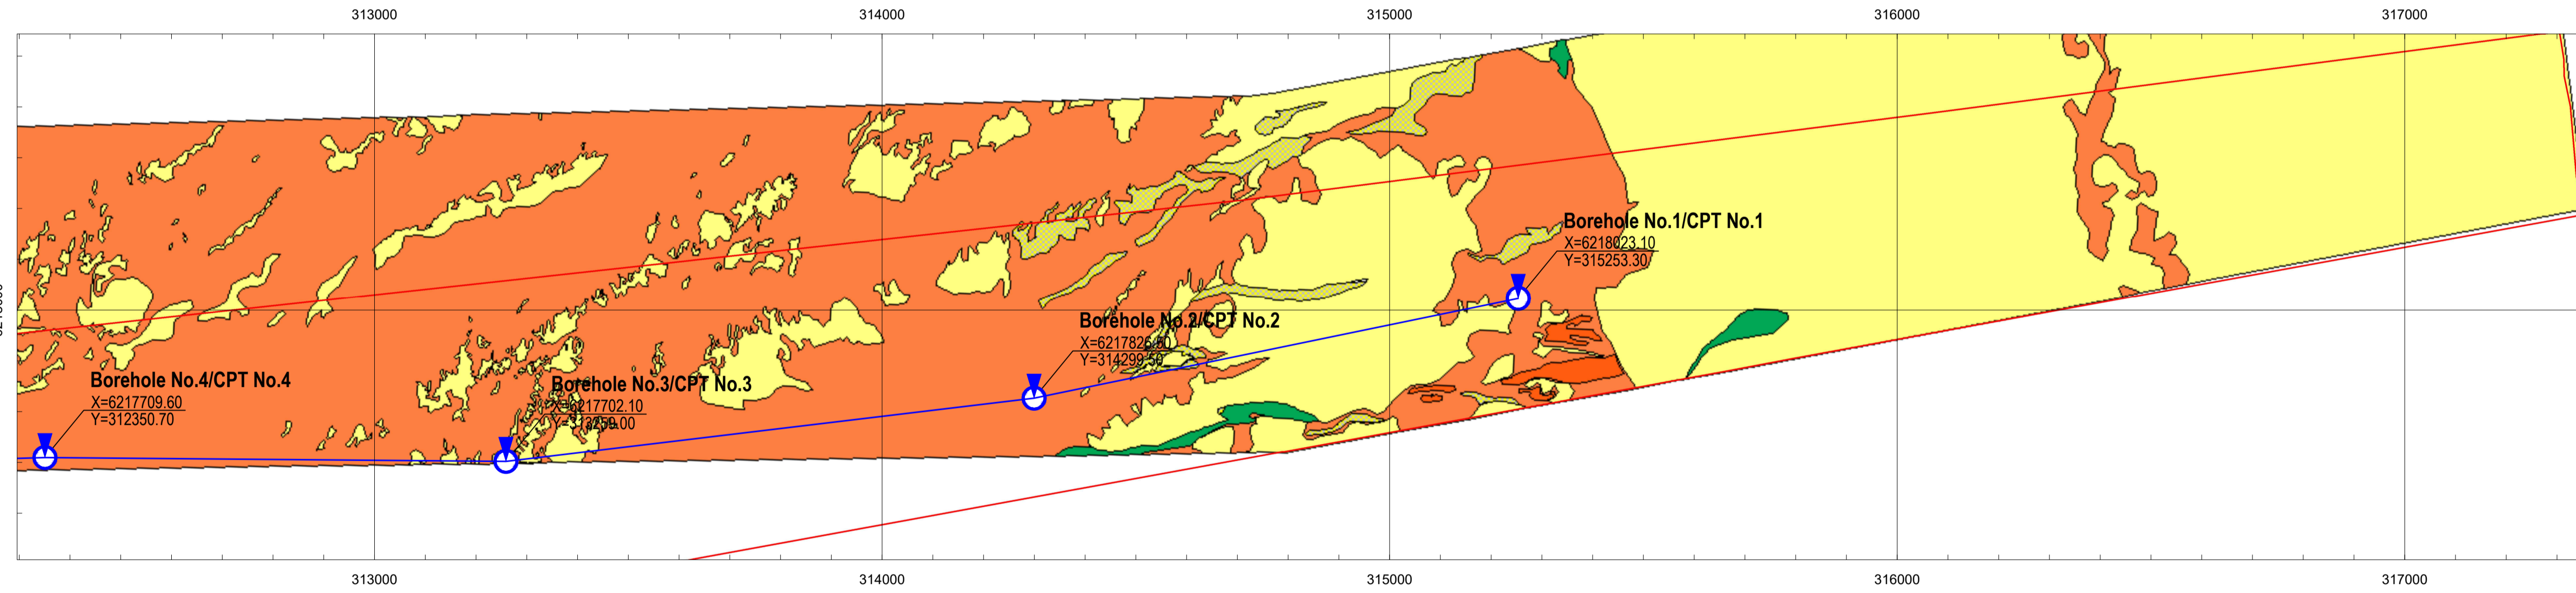 313000
314000
315000
316000
317000
Borehole No.1/CPT No.1
X=6218023.10
Y=315253.30
Borehole No.2/CPT No.2
X=6217826.60
Y=314299.50
Borehole No.4/CPT No.4
X=6217709.60
Y=312350.70
Borehole No.3/CPT No.3
X=6217702.10
Y=313259.00
313000
314000
315000
316000
317000